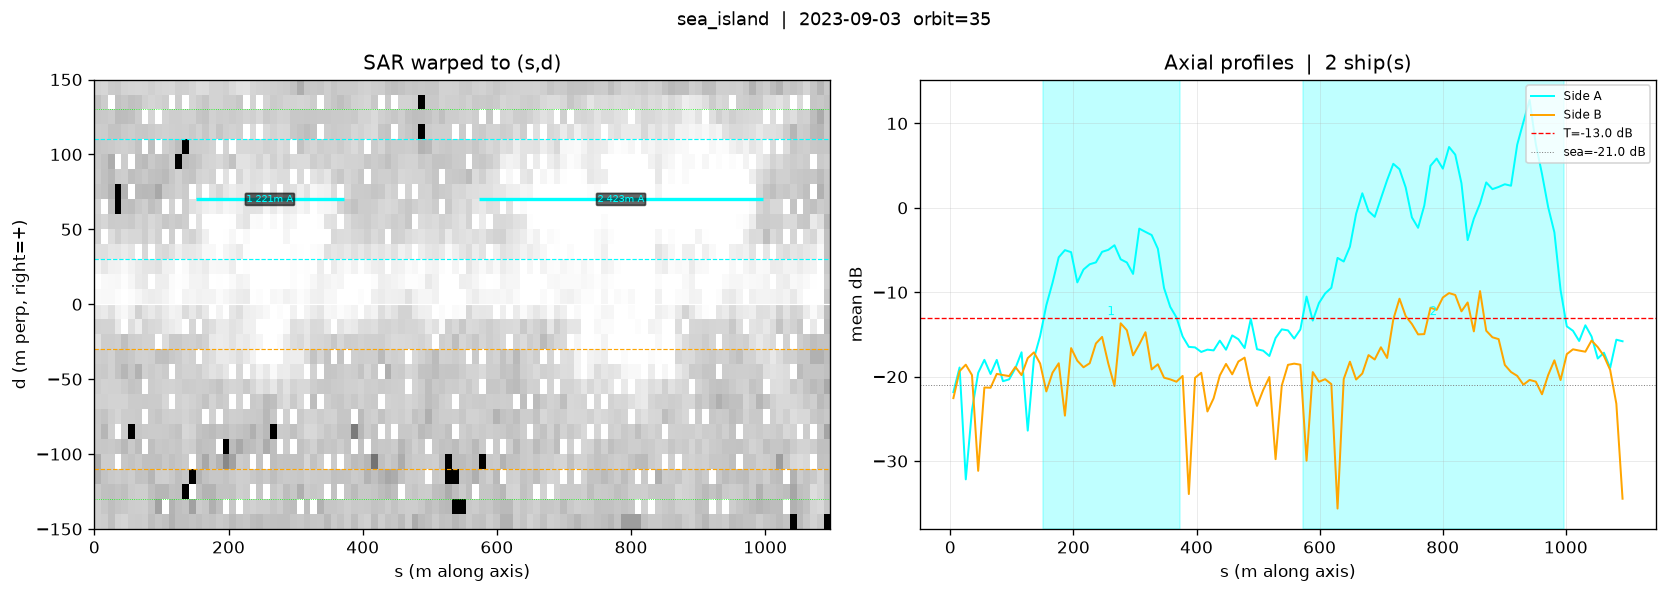 sea_island | 2023-09-03 orbit=35
SAR warped to (s,d)
150
100
50
0
−50
−100
−150
d (m perp, right=+)
1 221m A
2 423m A
0
200
400
600
800
1000
s (m along axis)
Axial profiles | 2 ship(s)
10
0
−10
−20
−30
mean dB
Side A
Side B
T=-13.0 dB
sea=-21.0 dB
1
2
0
200
400
600
800
1000
s (m along axis)